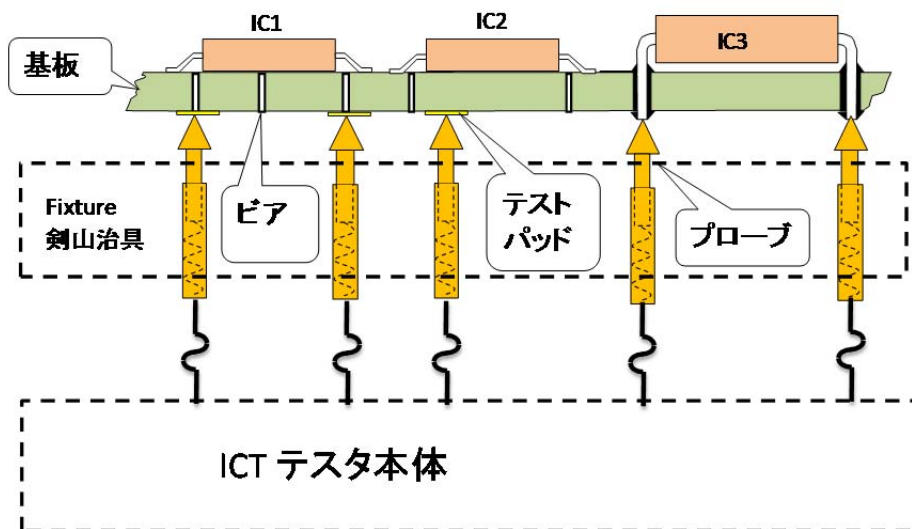 IC1
IC2
IC3
基板
Fixture
剣山治具
ビア
テスト
パッド
プローブ
ICT テスタ本体